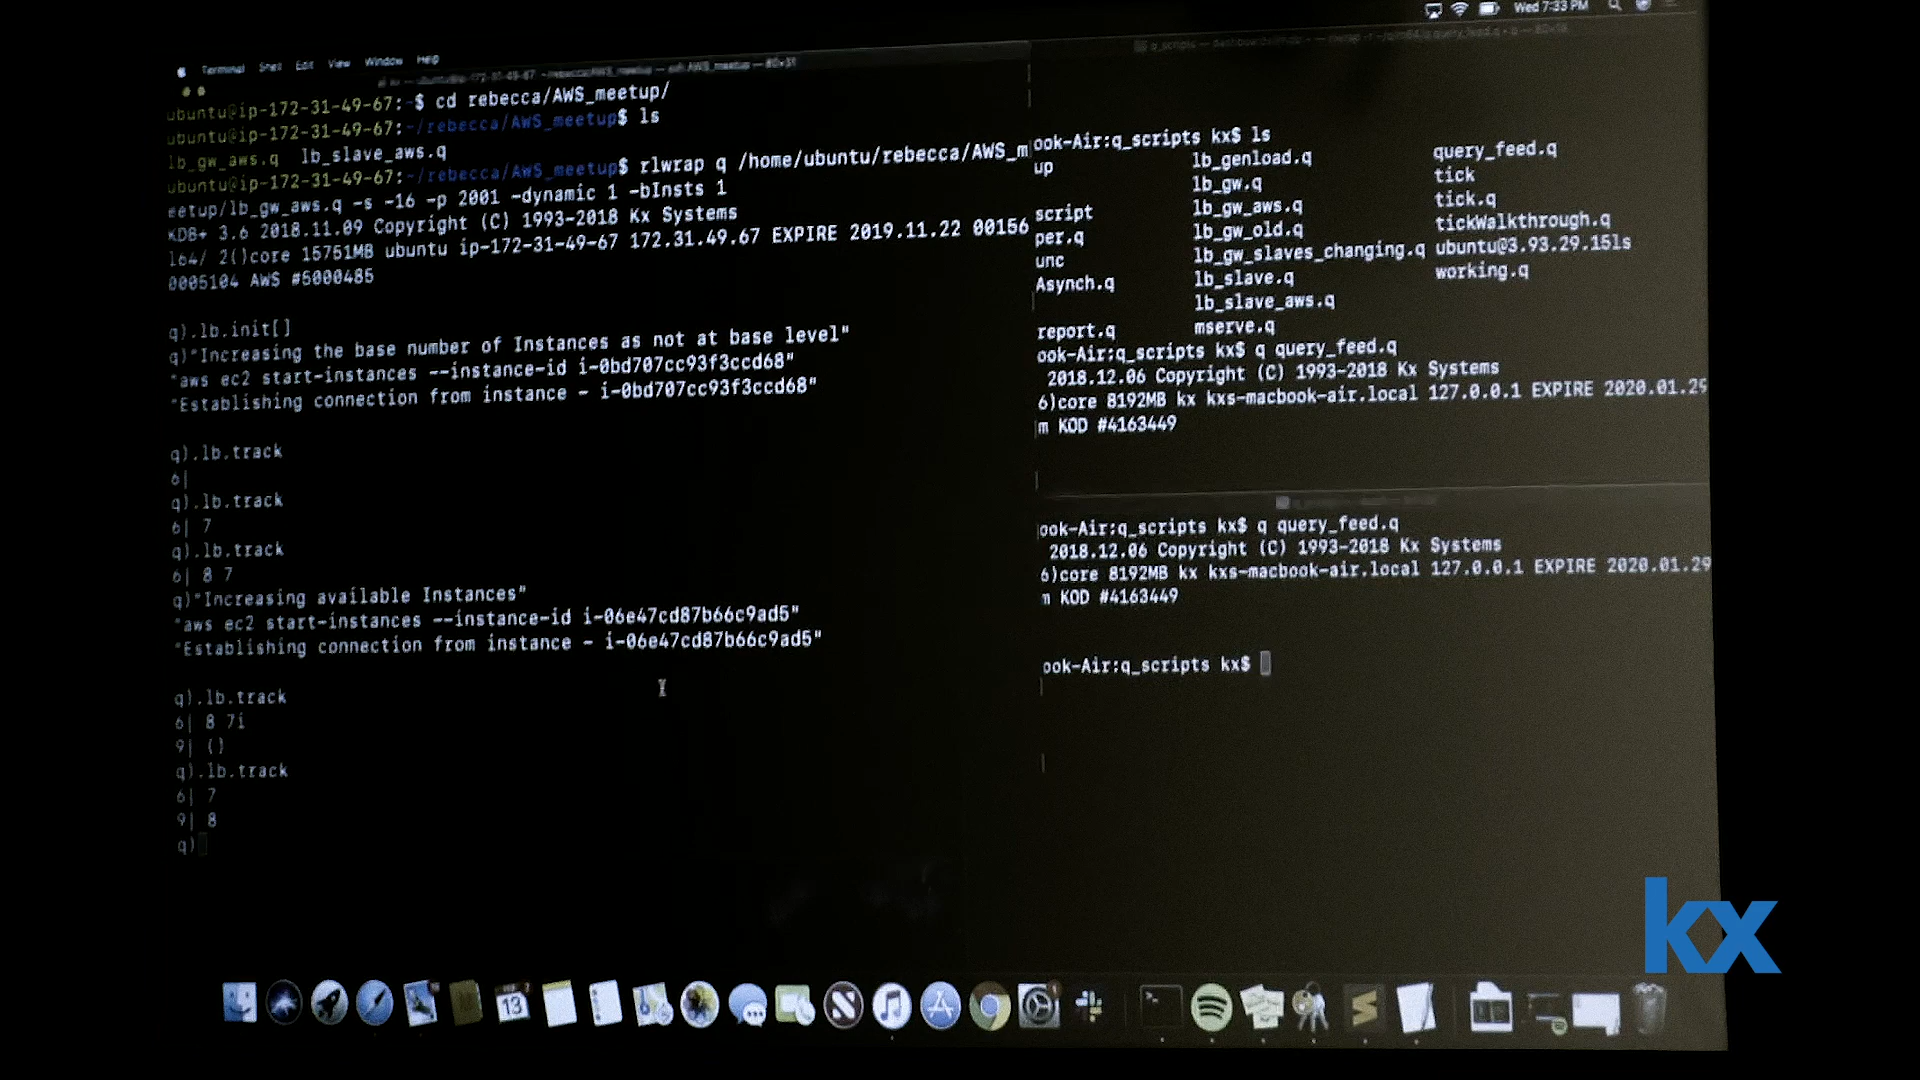 Terminal Shell Edit View Window Help
Wed 7:33 PM
ubuntu@ip-172-31-49-67:~$ cd rebecca/AWS_meetup/
ubuntu@ip-172-31-49-67:~/rebecca/AWS_meetup$ ls
lb_gw_aws.q lb_slave_aws.q
ubuntu@ip-172-31-49-67:~/rebecca/AWS_meetup$ rlwrap q /home/ubuntu/rebecca/AWS_m
eetup/lb_gw_aws.q -s -16 -p 2001 -dynamic 1 -bInsts 1
KDB+ 3.6 2018.11.09 Copyright (C) 1993-2018 Kx Systems
l64/ 2()core 15751MB ubuntu ip-172-31-49-67 172.31.49.67 EXPIRE 2019.11.22 00156
0005104 AWS #5000485
q).lb.init[]
q)"Increasing the base number of Instances as not at base level"
"aws ec2 start-instances --instance-id i-0bd707cc93f3ccd68"
"Establishing connection from instance - i-0bd707cc93f3ccd68"
q).lb.track
6|
q).lb.track
6| 7
q).lb.track
6| 8 7
q)"Increasing available Instances"
"aws ec2 start-instances --instance-id i-06e47cd87b66c9ad5"
"Establishing connection from instance - i-06e47cd87b66c9ad5"
q).lb.track
6| 8 7i
9| ()
q).lb.track
6| 7
9| 8
q)
ook-Air:q_scripts kx$ ls
up lb_genload.q query_feed.q
lb_gw.q tick
script lb_gw_aws.q tick.q
per.q lb_gw_old.q tickWalkthrough.q
unc lb_gw_slaves_changing.q ubuntu@3.93.29.15ls
Asynch.q lb_slave.q working.q
lb_slave_aws.q
report.q mserve.q
ook-Air:q_scripts kx$ q query_feed.q
2018.12.06 Copyright (C) 1993-2018 Kx Systems
6)core 8192MB kx kxs-macbook-air.local 127.0.0.1 EXPIRE 2020.01.29
m KOD #4163449
ook-Air:q_scripts kx$ q query_feed.q
2018.12.06 Copyright (C) 1993-2018 Kx Systems
6)core 8192MB kx kxs-macbook-air.local 127.0.0.1 EXPIRE 2020.01.29
m KOD #4163449
ook-Air:q_scripts kx$
kx
13